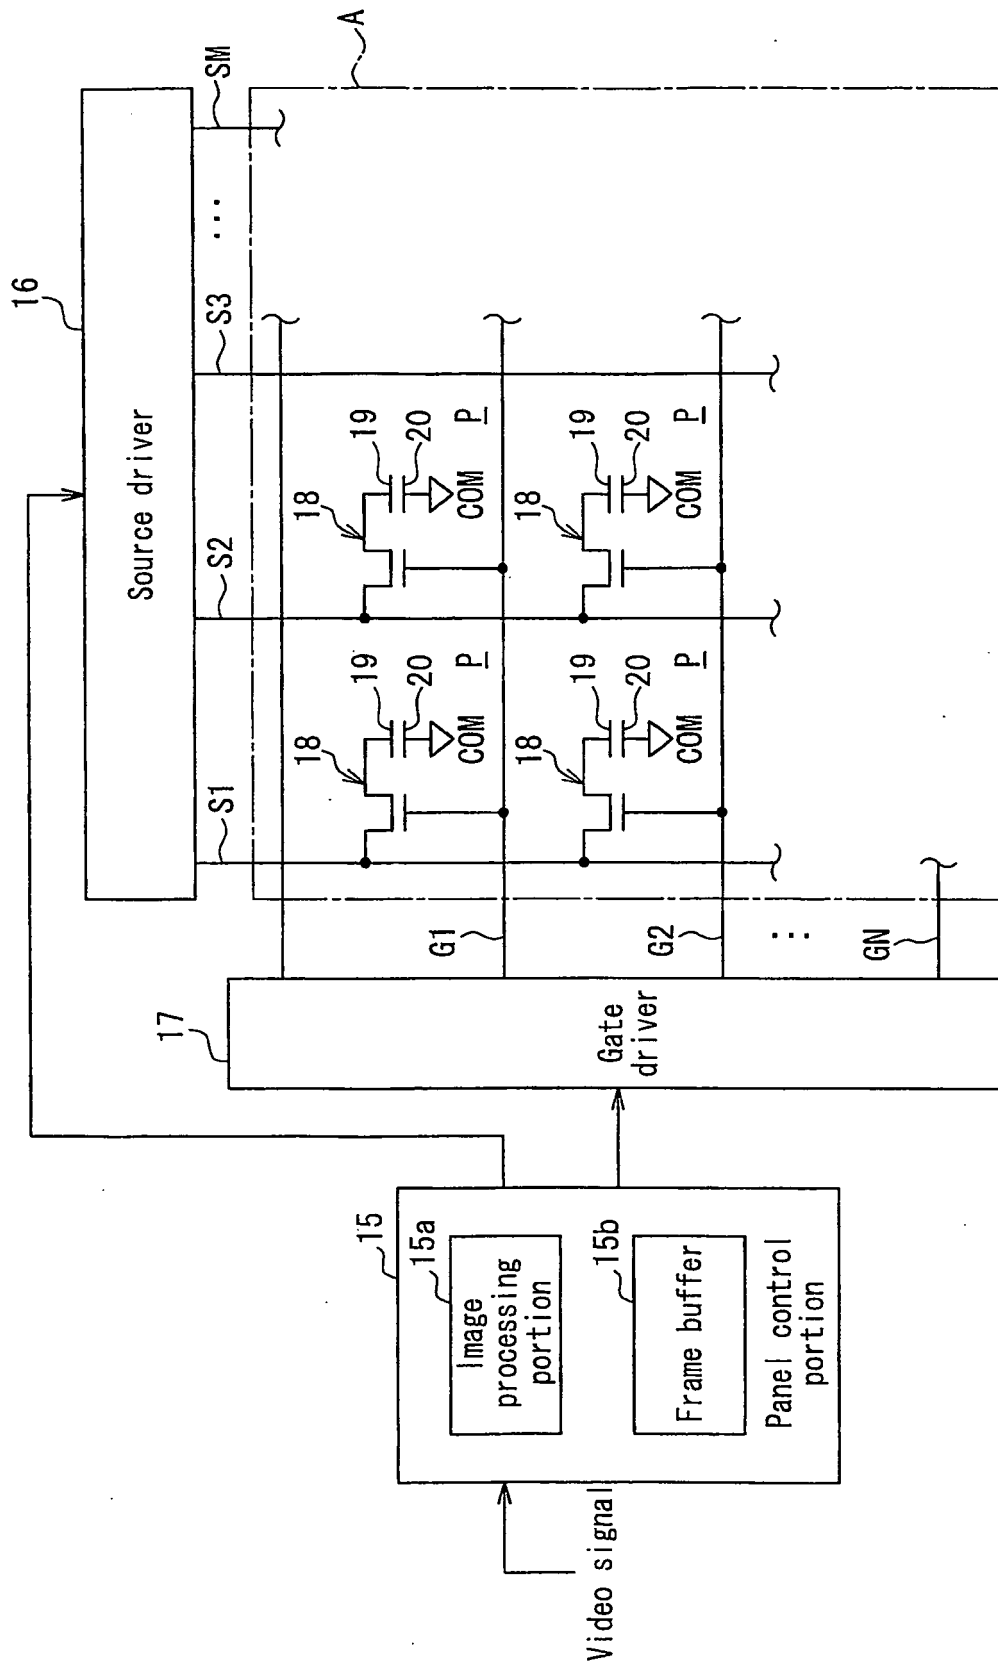 16
Source driver
S1
S2
S3
...
SM
A
17
Gate
driver
G1
G2
...
GN
18
19
20
COM
P
18
19
20
COM
P
18
19
20
COM
P
18
19
20
COM
P
15
15a
Image
processing
portion
15b
Frame buffer
Panel control
portion
Video signal